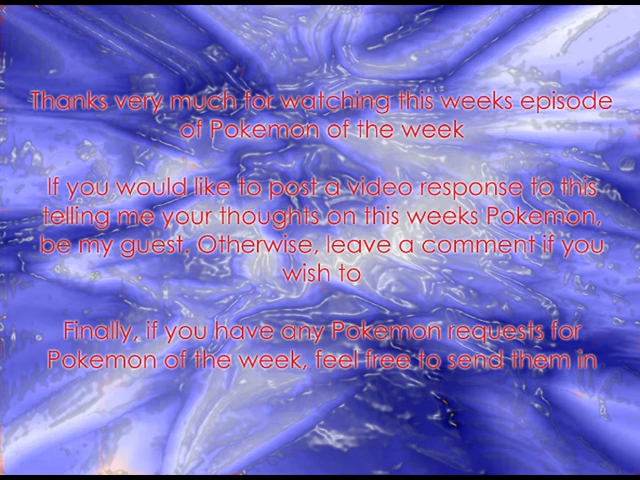 Thanks very much for watching this weeks episode
of Pokemon of the week
If you would like to post a video response to this
telling me your thoughts on this weeks Pokemon,
be my guest. Otherwise, leave a comment if you
wish to
Finally, if you have any Pokemon requests for
Pokemon of the week, feel free to send them in